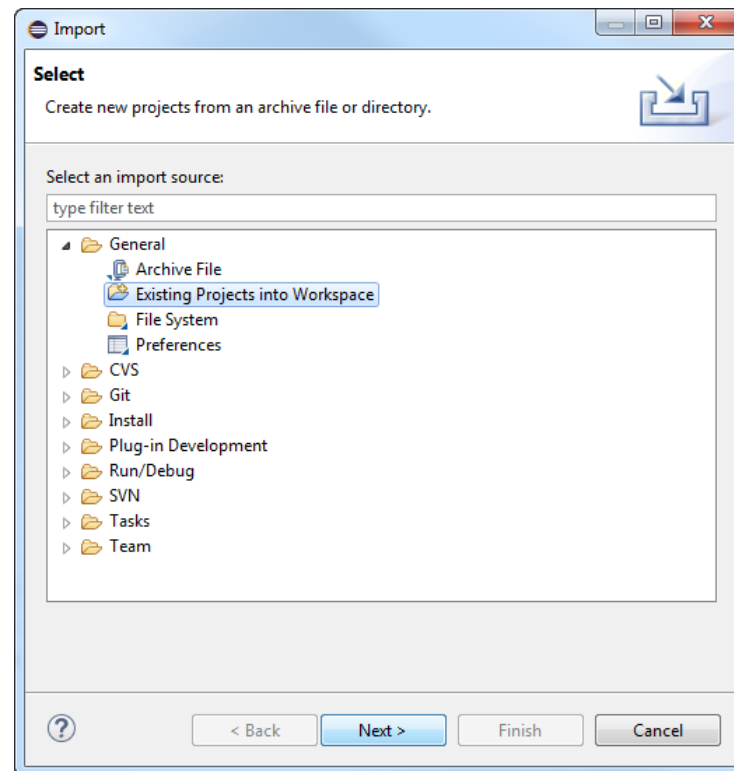 Import
Select
Create new projects from an archive file or directory.
Select an import source:
type filter text
General
Archive File
Existing Projects into Workspace
File System
Preferences
CVS
Git
Install
Plug-in Development
Run/Debug
SVN
Tasks
Team
? < Back Next > Finish Cancel